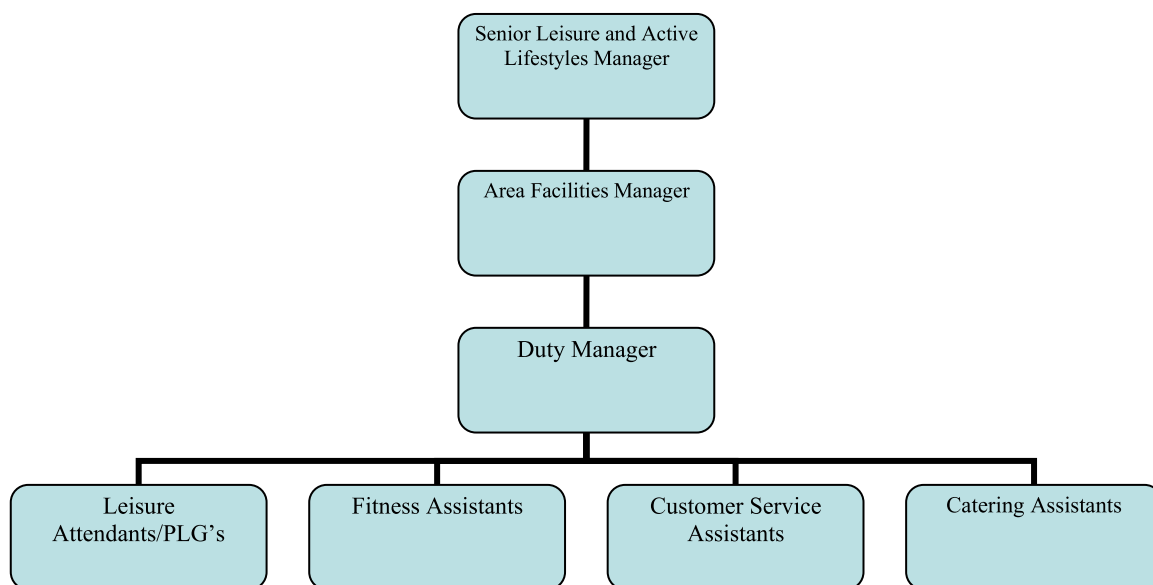 Senior Leisure and Active
Lifestyles Manager
Area Facilities Manager
Duty Manager
Leisure
Attendants/PLG’s
Fitness Assistants
Customer Service
Assistants
Catering Assistants